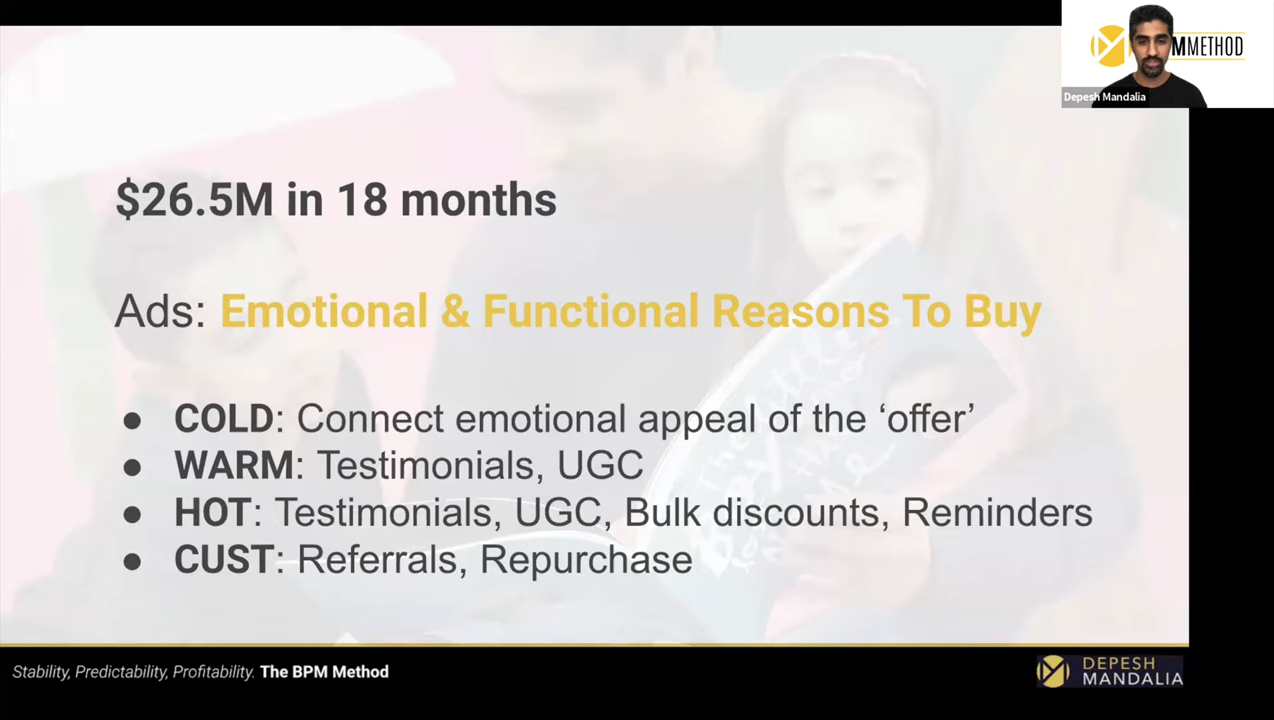 MMETHOD
Depesh Mandalia
$26.5M in 18 months
Ads: Emotional & Functional Reasons To Buy
● COLD: Connect emotional appeal of the ‘offer’
● WARM: Testimonials, UGC
● HOT: Testimonials, UGC, Bulk discounts, Reminders
● CUST: Referrals, Repurchase
Stability, Predictability, Profitability. The BPM Method
DEPESH
MANDALIA